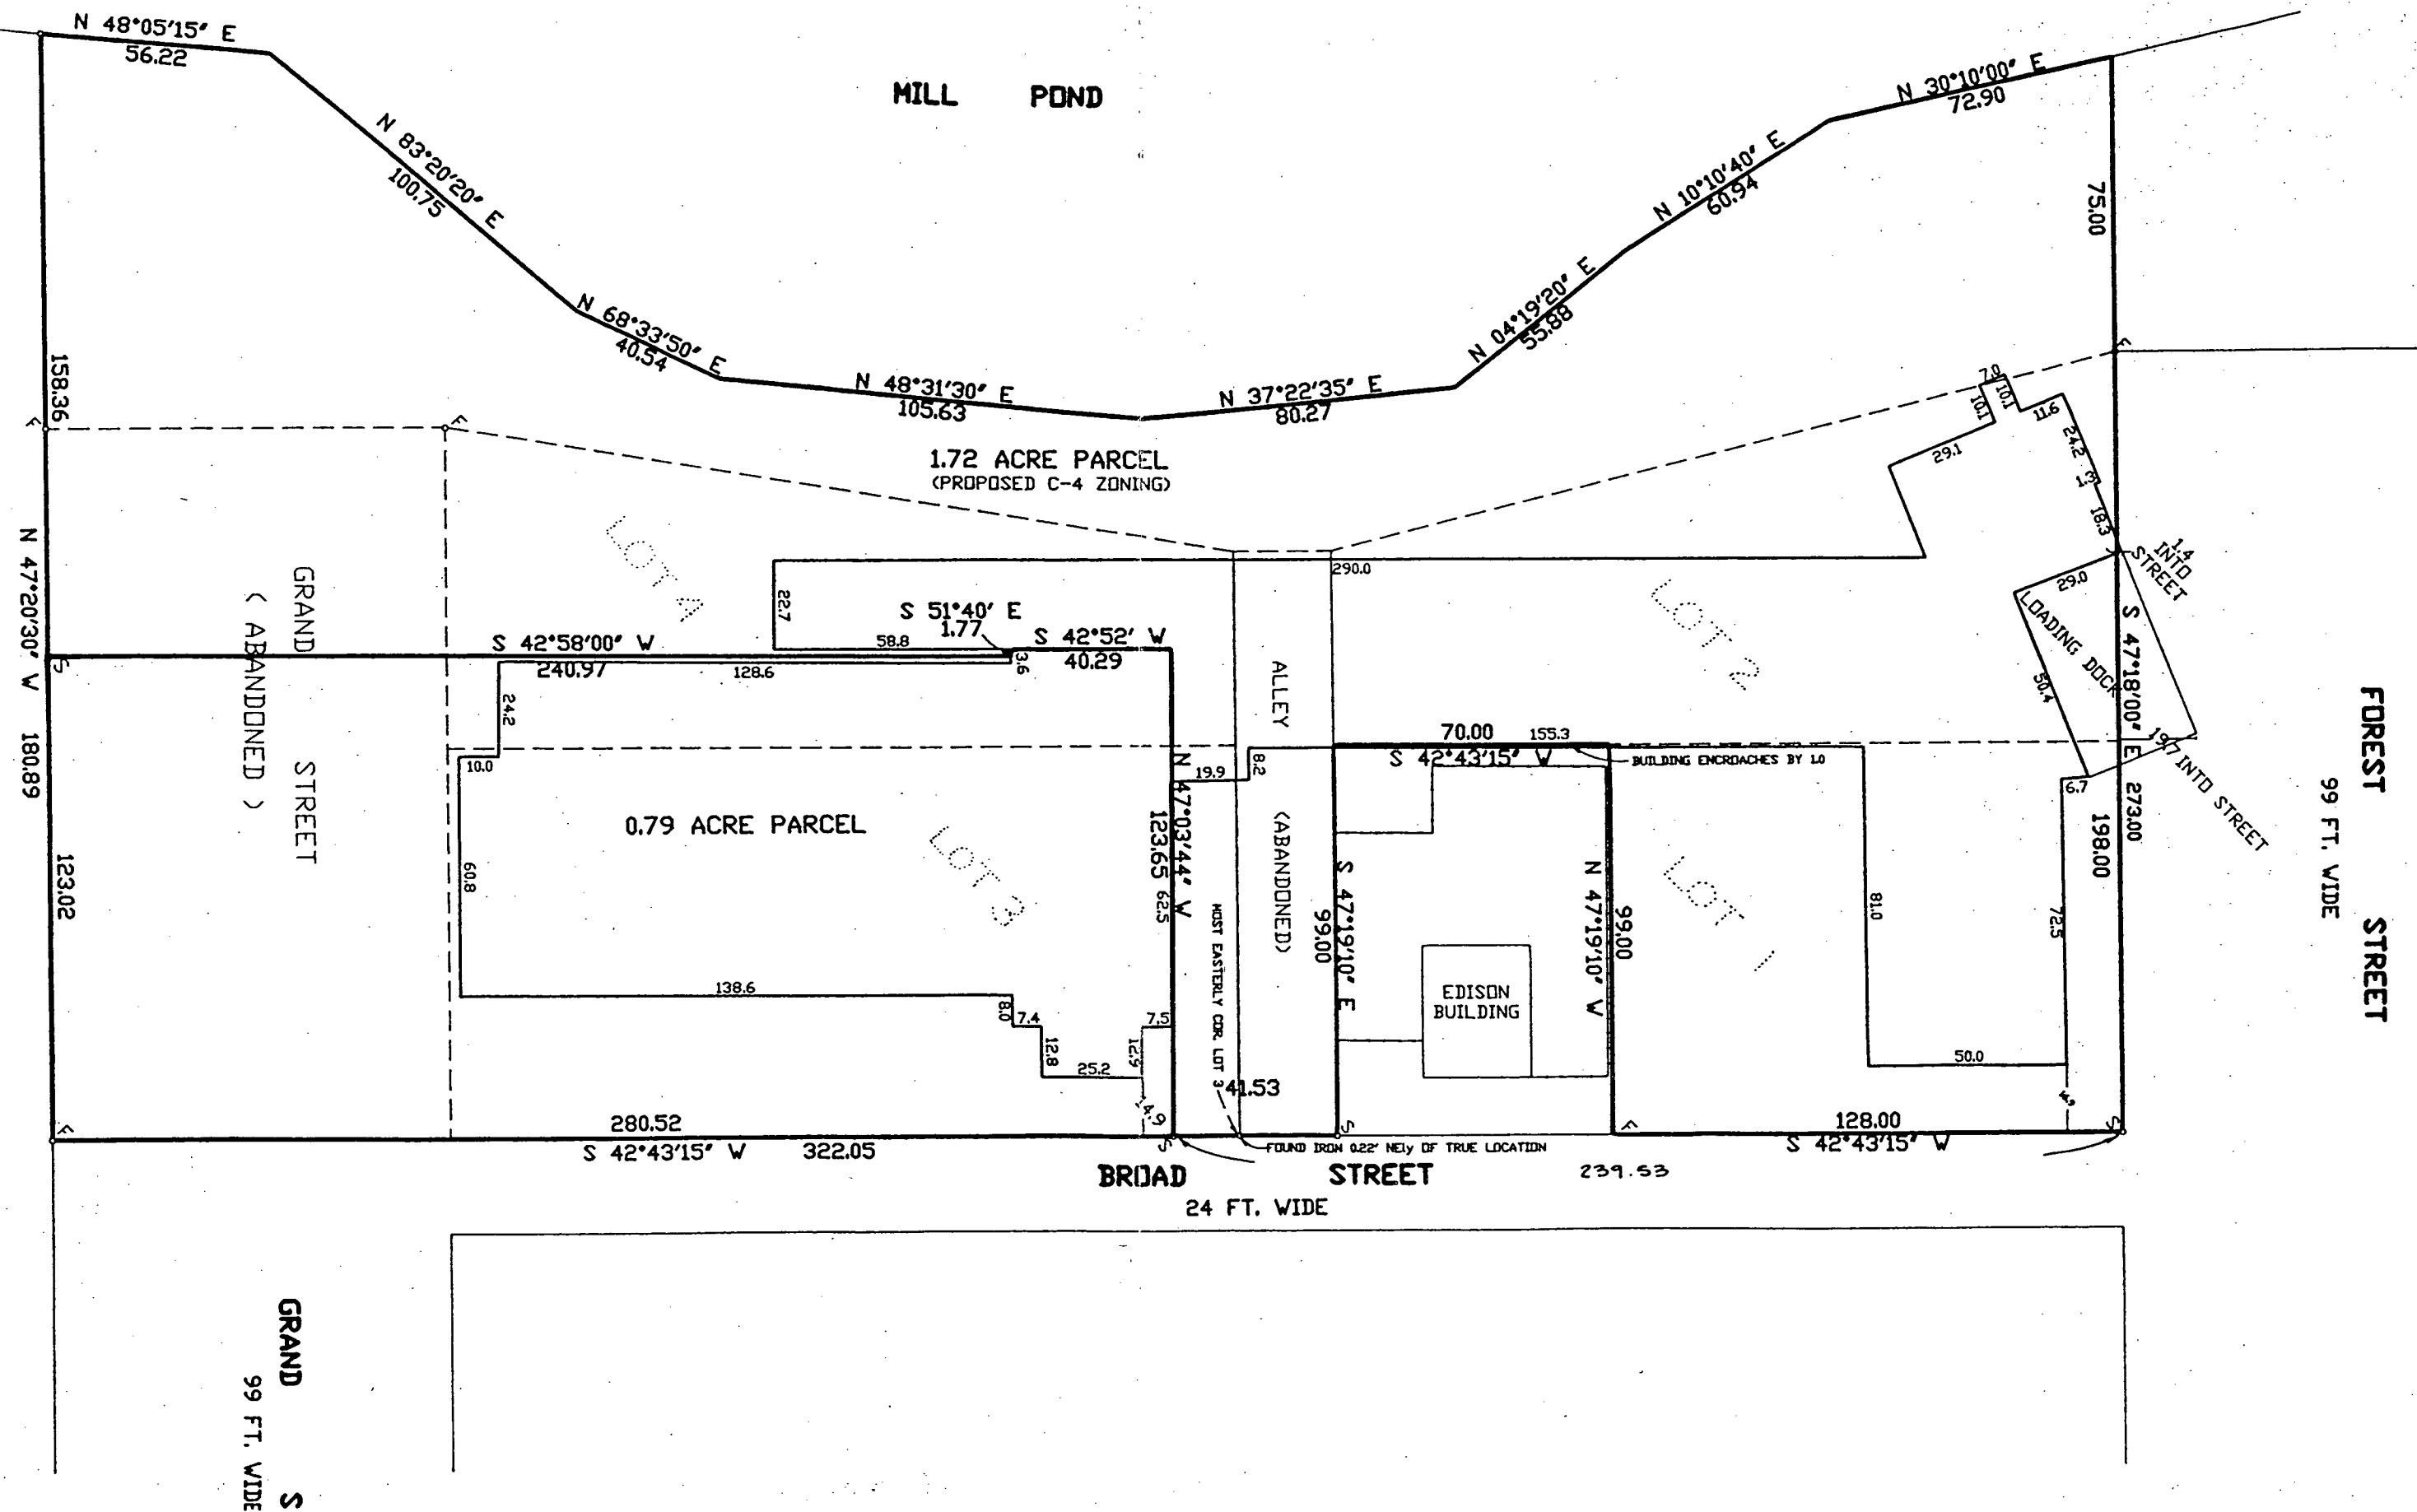 N 48°05'15" E
56.22
MILL POND
N 30°10'00" E
72.90
N 83°20'20" E
100.75
N 10°10'40" E
60.94
75.00
N 68°33'50" E
40.54
N 04°19'20" E
55.88
158.36
N 48°31'30" E
105.63
N 37°22'35" E
80.27
F
F
F
7.0
10.1
10.1
11.6
24.2
29.1
18.3
1.72 ACRE PARCEL
(PROPOSED C-4 ZONING)
LOT A
1.4
INTO
STREET
290.0
22.7
S 51°40' E
1.77
58.8
S 42°52' W
40.29
3.6
S 42°58'00" W
240.97
128.6
N 47°20'30" W 180.89
S
GRAND STREET
( ABANDONED )
24.2
10.0
ALLEY
(ABANDONED)
LOT 2
29.0
LOADING DOCK
50.4
S 47°18'00" E 273.00
19.7 INTO STREET
FOREST STREET
99 FT. WIDE
70.00
155.3
S 42°43'15" W
BUILDING ENCROACHES BY 1.0
19.9
8.2
6.7
198.00
0.79 ACRE PARCEL
LOT 3
N 47°03'44" W
123.65
62.5
MOST EASTERLY COR. LOT 3
S 47°19'10" E
99.00
N 47°19'10" W
99.00
LOT 1
81.0
72.5
60.8
123.02
138.6
8.0
7.4
12.8
25.2
12.9
7.5
14.9
41.53
EDISON
BUILDING
50.0
F
280.52
S 42°43'15" W 322.05
S
S
F
S
128.00
S 42°43'15" W
FOUND IRON 0.22' NE'ly OF TRUE LOCATION
BROAD STREET
239.53
24 FT. WIDE
GRAND S
99 FT. WIDE